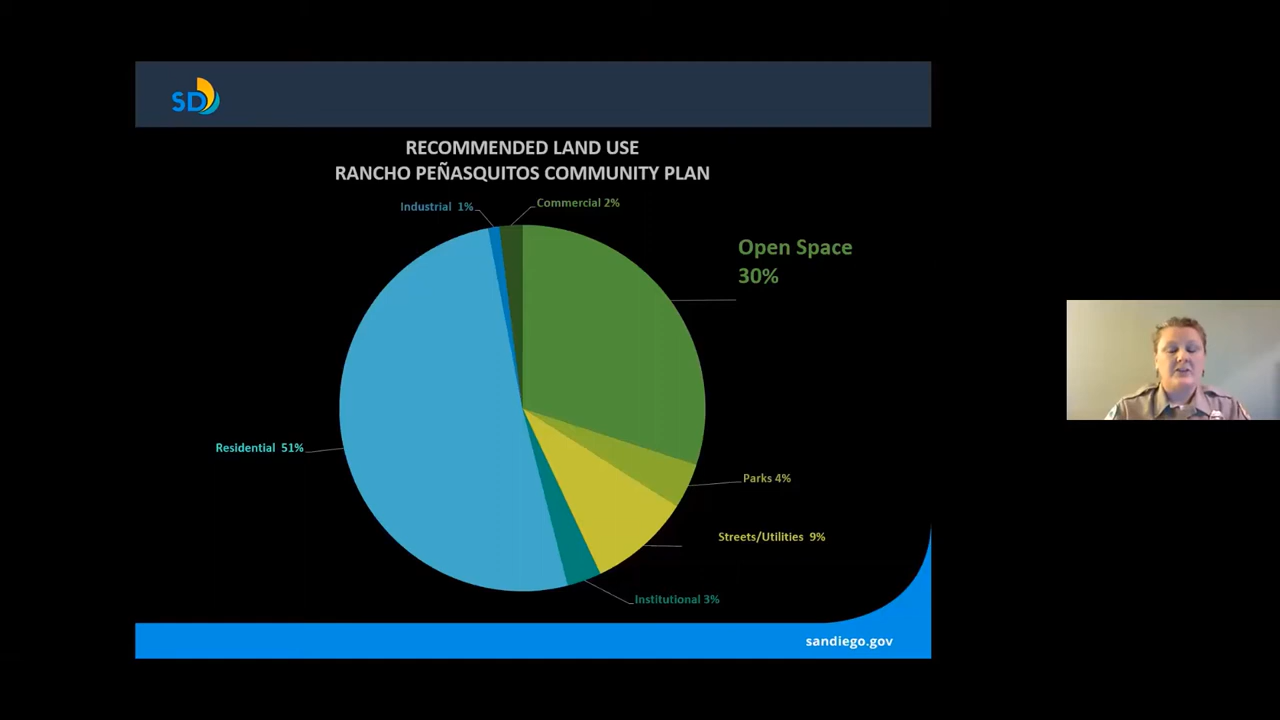 SD
RECOMMENDED LAND USE
RANCHO PEÑASQUITOS COMMUNITY PLAN
Industrial 1%
Commercial 2%
Open Space
30%
Residential 51%
Parks 4%
Streets/Utilities 9%
Institutional 3%
sandiego.gov